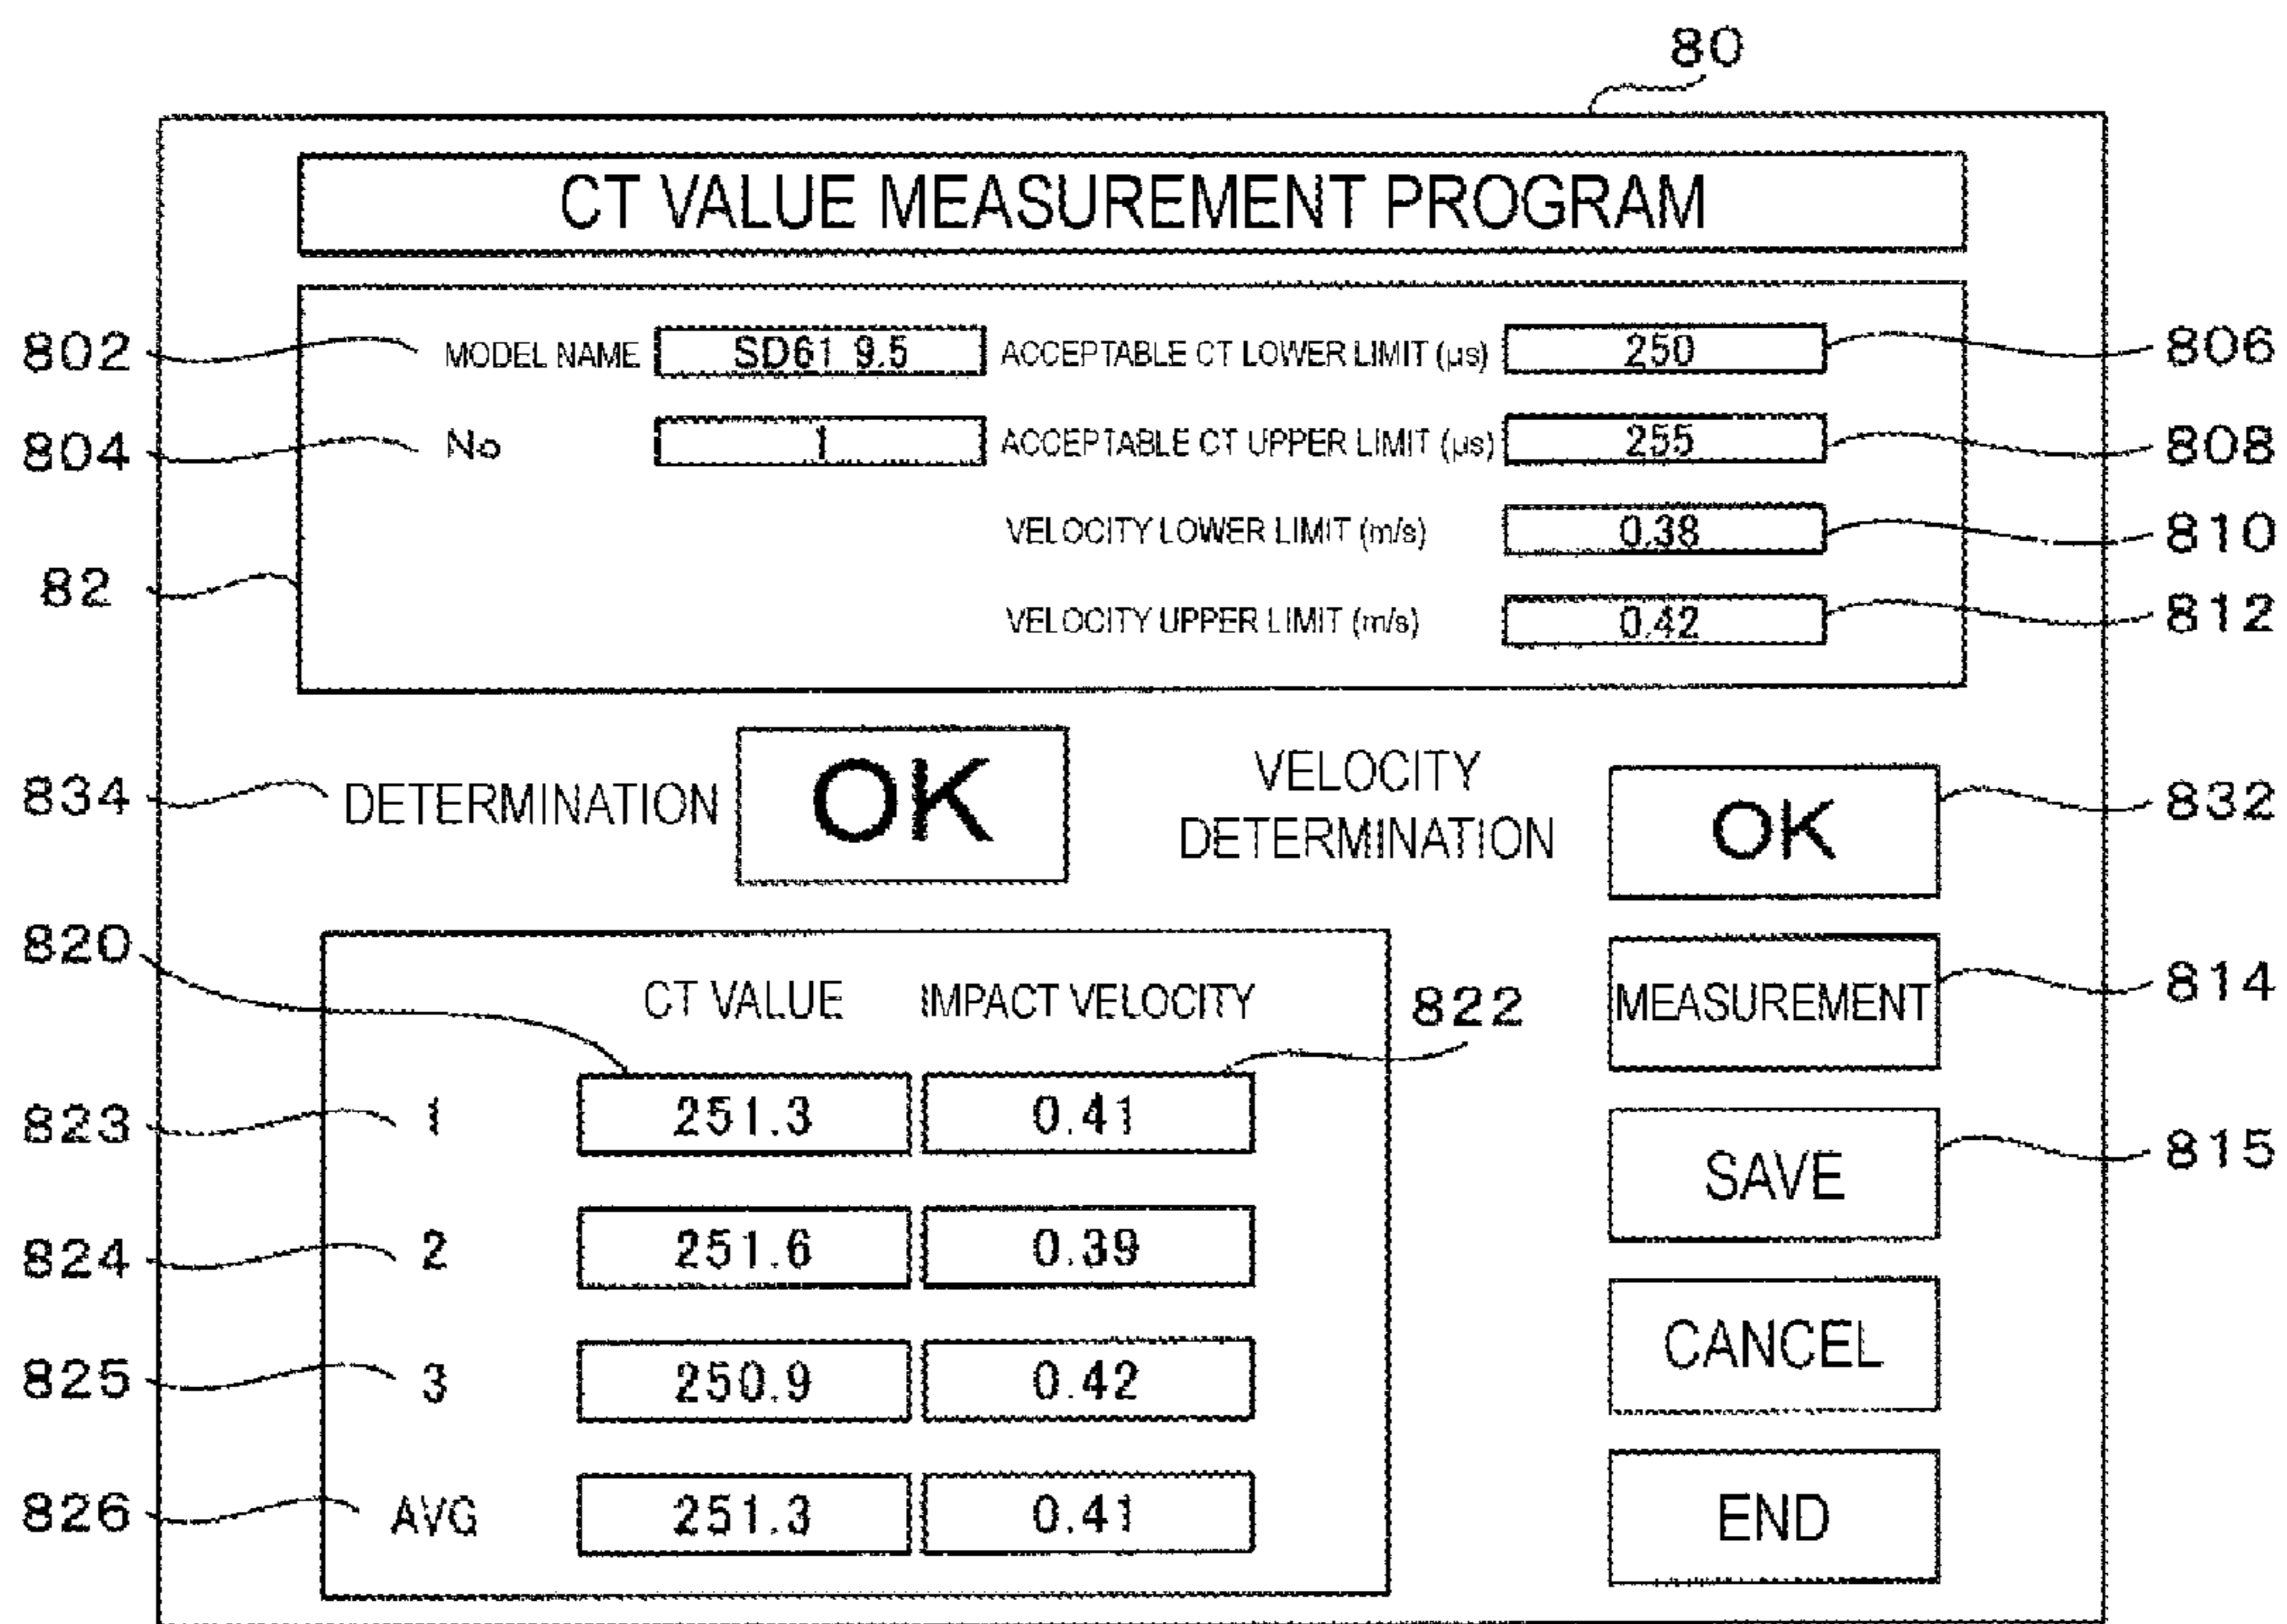 80
CT VALUE MEASUREMENT PROGRAM
802 MODEL NAME SD61 9.5 ACCEPTABLE CT LOWER LIMIT (µs) 250 806
804 No 1 ACCEPTABLE CT UPPER LIMIT (µs) 255 808
VELOCITY LOWER LIMIT (m/s) 0.38 810
82
VELOCITY UPPER LIMIT (m/s) 0.42 812
834 DETERMINATION OK VELOCITY DETERMINATION OK 832
820
CT VALUE IMPACT VELOCITY 822 MEASUREMENT 814
823 1 251.3 0.41
SAVE 815
824 2 251.6 0.39
825 3 250.9 0.42 CANCEL
826 AVG 251.3 0.41 END